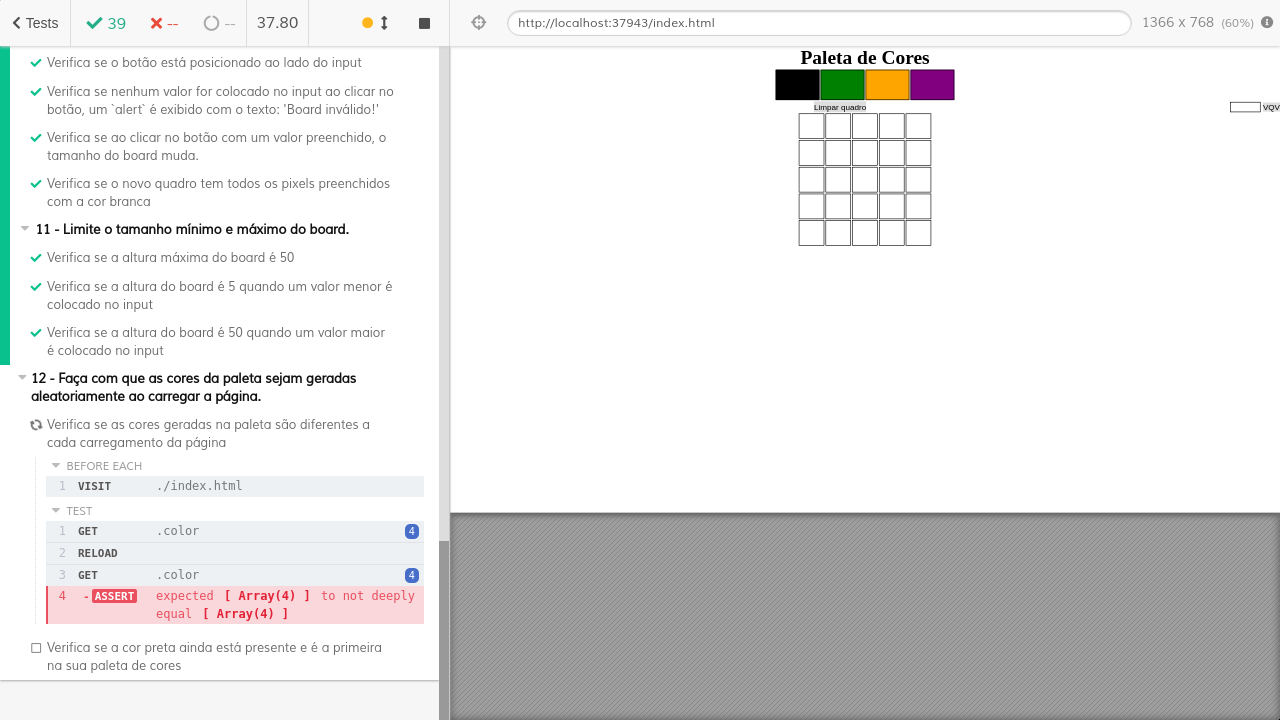 Tests
39
--
--
37.80
http://localhost:37943/index.html
1366 x 768 (60%)
Verifica se o botão está posicionado ao lado do input
Verifica se nenhum valor for colocado no input ao clicar no
botão, um `alert` é exibido com o texto: 'Board inválido!'
Verifica se ao clicar no botão com um valor preenchido, o
tamanho do board muda.
Verifica se o novo quadro tem todos os pixels preenchidos
com a cor branca
11 - Limite o tamanho mínimo e máximo do board.
Verifica se a altura máxima do board é 50
Verifica se a altura do board é 5 quando um valor menor é
colocado no input
Verifica se a altura do board é 50 quando um valor maior
é colocado no input
12 - Faça com que as cores da paleta sejam geradas
aleatoriamente ao carregar a página.
Verifica se as cores geradas na paleta são diferentes a
cada carregamento da página
BEFORE EACH
1 VISIT ./index.html
TEST
1 GET .color 4
2 RELOAD
3 GET .color 4
4 -ASSERT expected [ Array(4) ] to not deeply
equal [ Array(4) ]
Verifica se a cor preta ainda está presente e é a primeira
na sua paleta de cores
Paleta de Cores
Limpar quadro
VQV